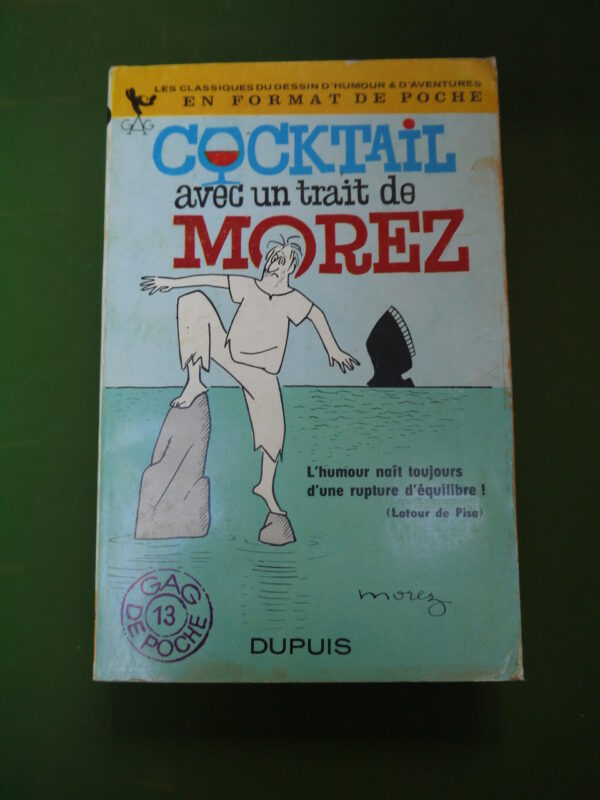 LES CLASSIQUES DU DESSIN D'HUMOUR & D'AVENTURES
EN FORMAT DE POCHE
GAG
COCKTAIL
avec un trait de
MOREZ
L'humour naît toujours
d'une rupture d'équilibre !
(Latour de Pise)
morez
GAG
13
DE POCHE
DUPUIS